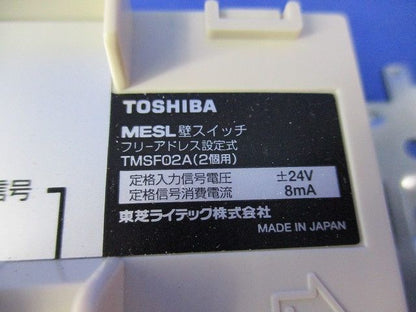 TOSHIBA
MESL壁スイッチ
フリーアドレス設定式
TMSF02A(2個用)
定格入力信号電圧 ±24V
定格信号消費電流 8mA
東芝ライテック株式会社
MADE IN JAPAN
信号